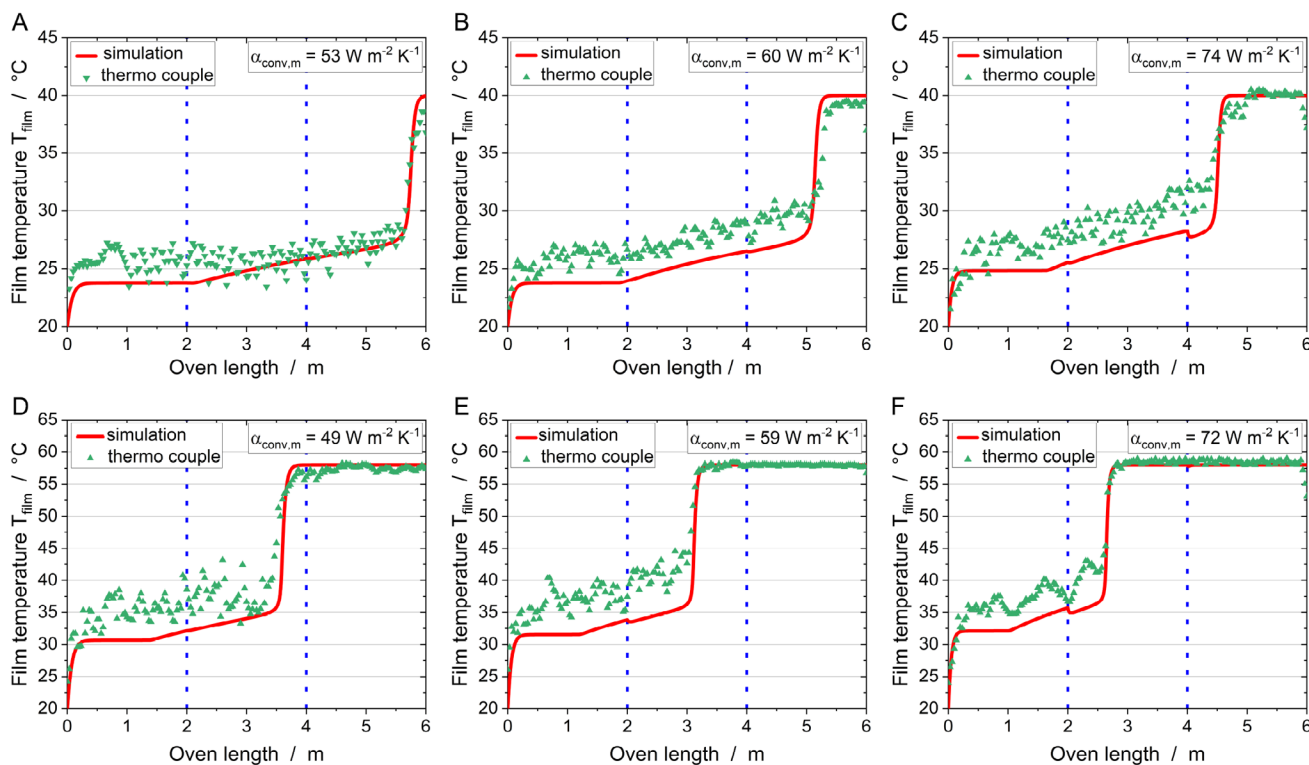 A
simulation
thermo couple
α_conv,m = 53 W m⁻² K⁻¹
Film temperature T_film / °C
45
40
35
30
25
20
0 1 2 3 4 5 6
Oven length / m
B
simulation
thermo couple
α_conv,m = 60 W m⁻² K⁻¹
Film temperature T_film / °C
45
40
35
30
25
20
0 1 2 3 4 5 6
Oven length / m
C
simulation
thermo couple
α_conv,m = 74 W m⁻² K⁻¹
Film temperature T_film / °C
45
40
35
30
25
20
0 1 2 3 4 5 6
Oven length / m
D
simulation
thermo couple
α_conv,m = 49 W m⁻² K⁻¹
Film temperature T_film / °C
65
60
55
50
45
40
35
30
25
20
0 1 2 3 4 5 6
Oven length / m
E
simulation
thermo couple
α_conv,m = 59 W m⁻² K⁻¹
Film temperature T_film / °C
65
60
55
50
45
40
35
30
25
20
0 1 2 3 4 5 6
Oven length / m
F
simulation
thermo couple
α_conv,m = 72 W m⁻² K⁻¹
Film temperature T_film / °C
65
60
55
50
45
40
35
30
25
20
0 1 2 3 4 5 6
Oven length / m